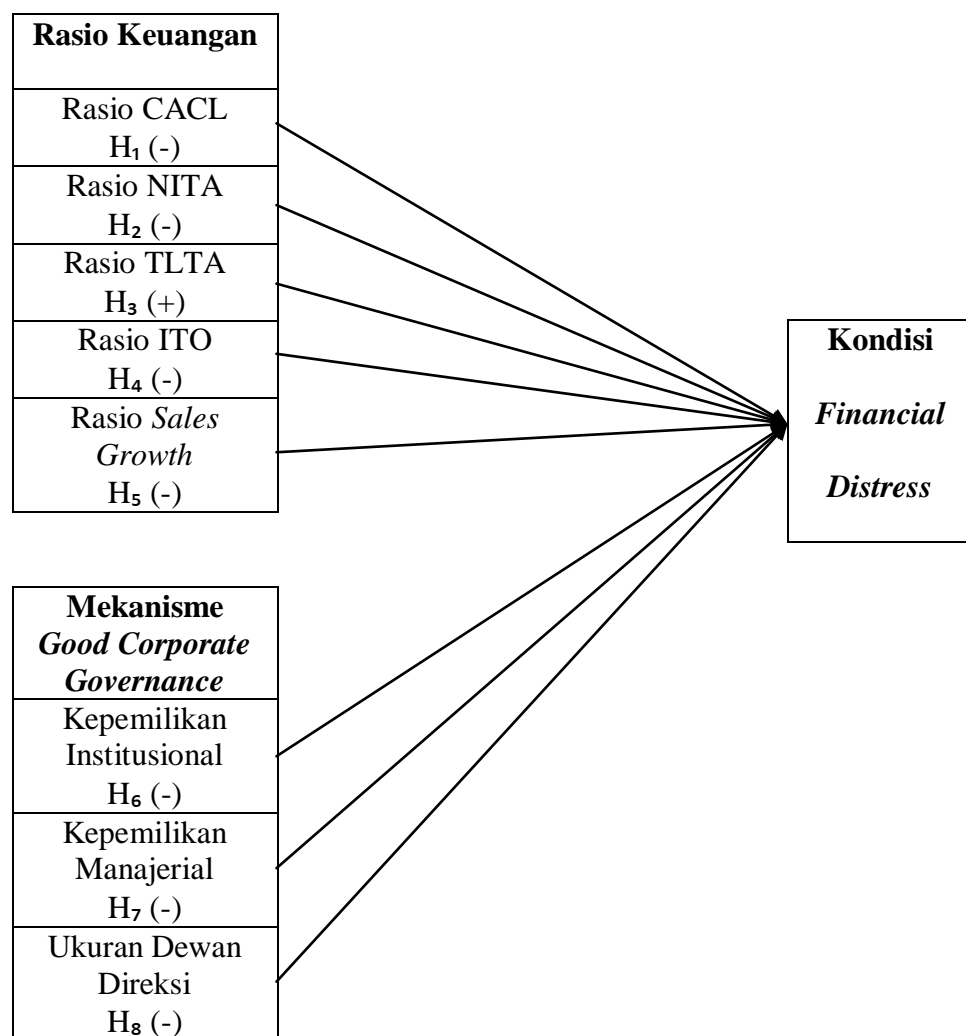 Rasio Keuangan
Rasio CACL
H₁ (-)
Rasio NITA
H₂ (-)
Rasio TLTA
H₃ (+)
Rasio ITO
H₄ (-)
Rasio Sales
Growth
H₅ (-)
Kondisi
Financial
Distress
Mekanisme
Good Corporate
Governance
Kepemilikan
Institusional
H₆ (-)
Kepemilikan
Manajerial
H₇ (-)
Ukuran Dewan
Direksi
H₈ (-)